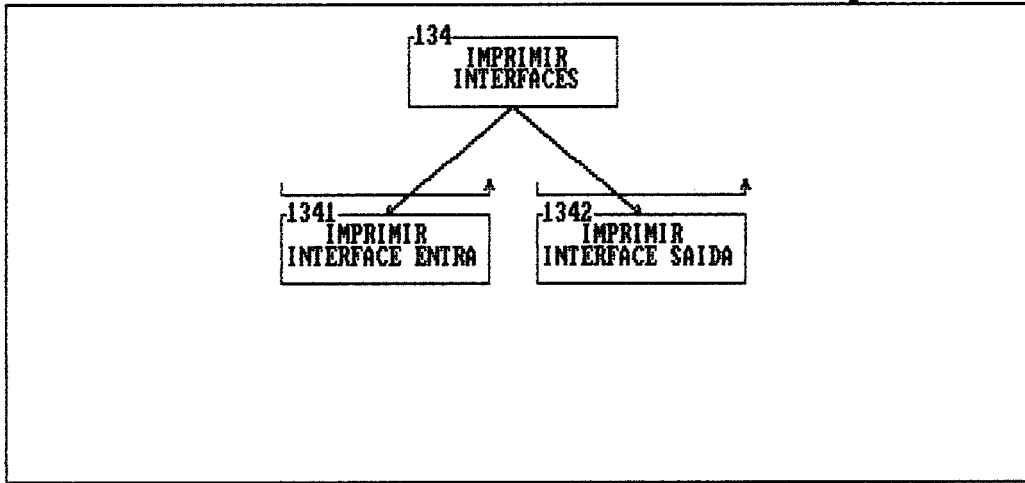 134
IMPRIMIR
INTERFACES
1341
IMPRIMIR
INTERFACE ENTRA
1342
IMPRIMIR
INTERFACE SAIDA